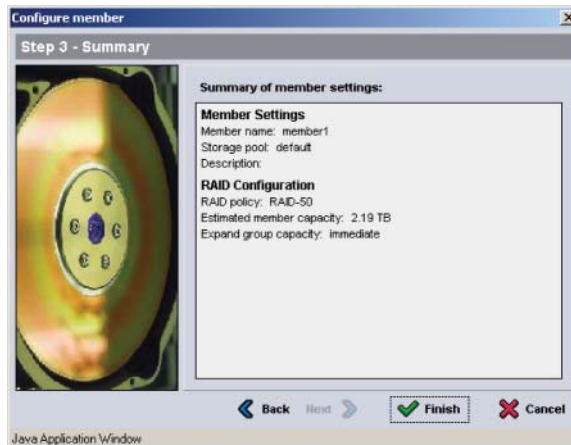 Configure member
Step 3 - Summary
Summary of member settings:
Member Settings
Member name: member1
Storage pool: default
Description:
RAID Configuration
RAID policy: RAID-50
Estimated member capacity: 2.19 TB
Expand group capacity: immediate
Back Next Finish Cancel
Java Application Window